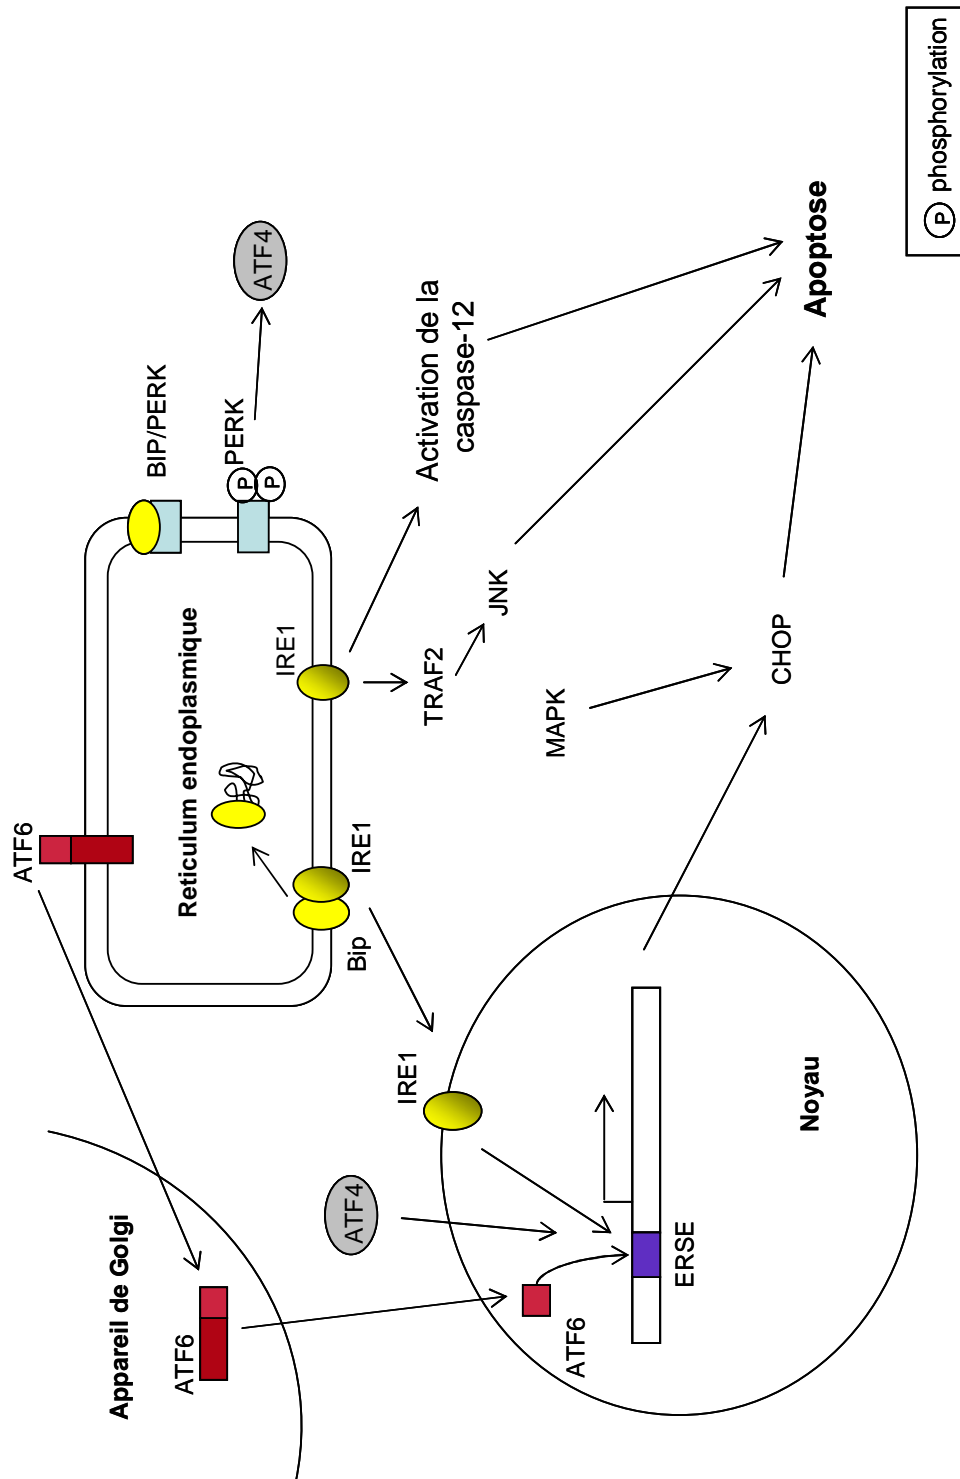 ATF6
Appareil de Golgi
ATF6
Reticulum endoplasmique
BIP/PERK
PERK
P
P
ATF4
IRE1
Bip
IRE1
ATF4
IRE1
TRAF2
Activation de la
caspase-12
JNK
MAPK
ATF6
ERSE
CHOP
Noyau
Apoptose
P phosphorylation